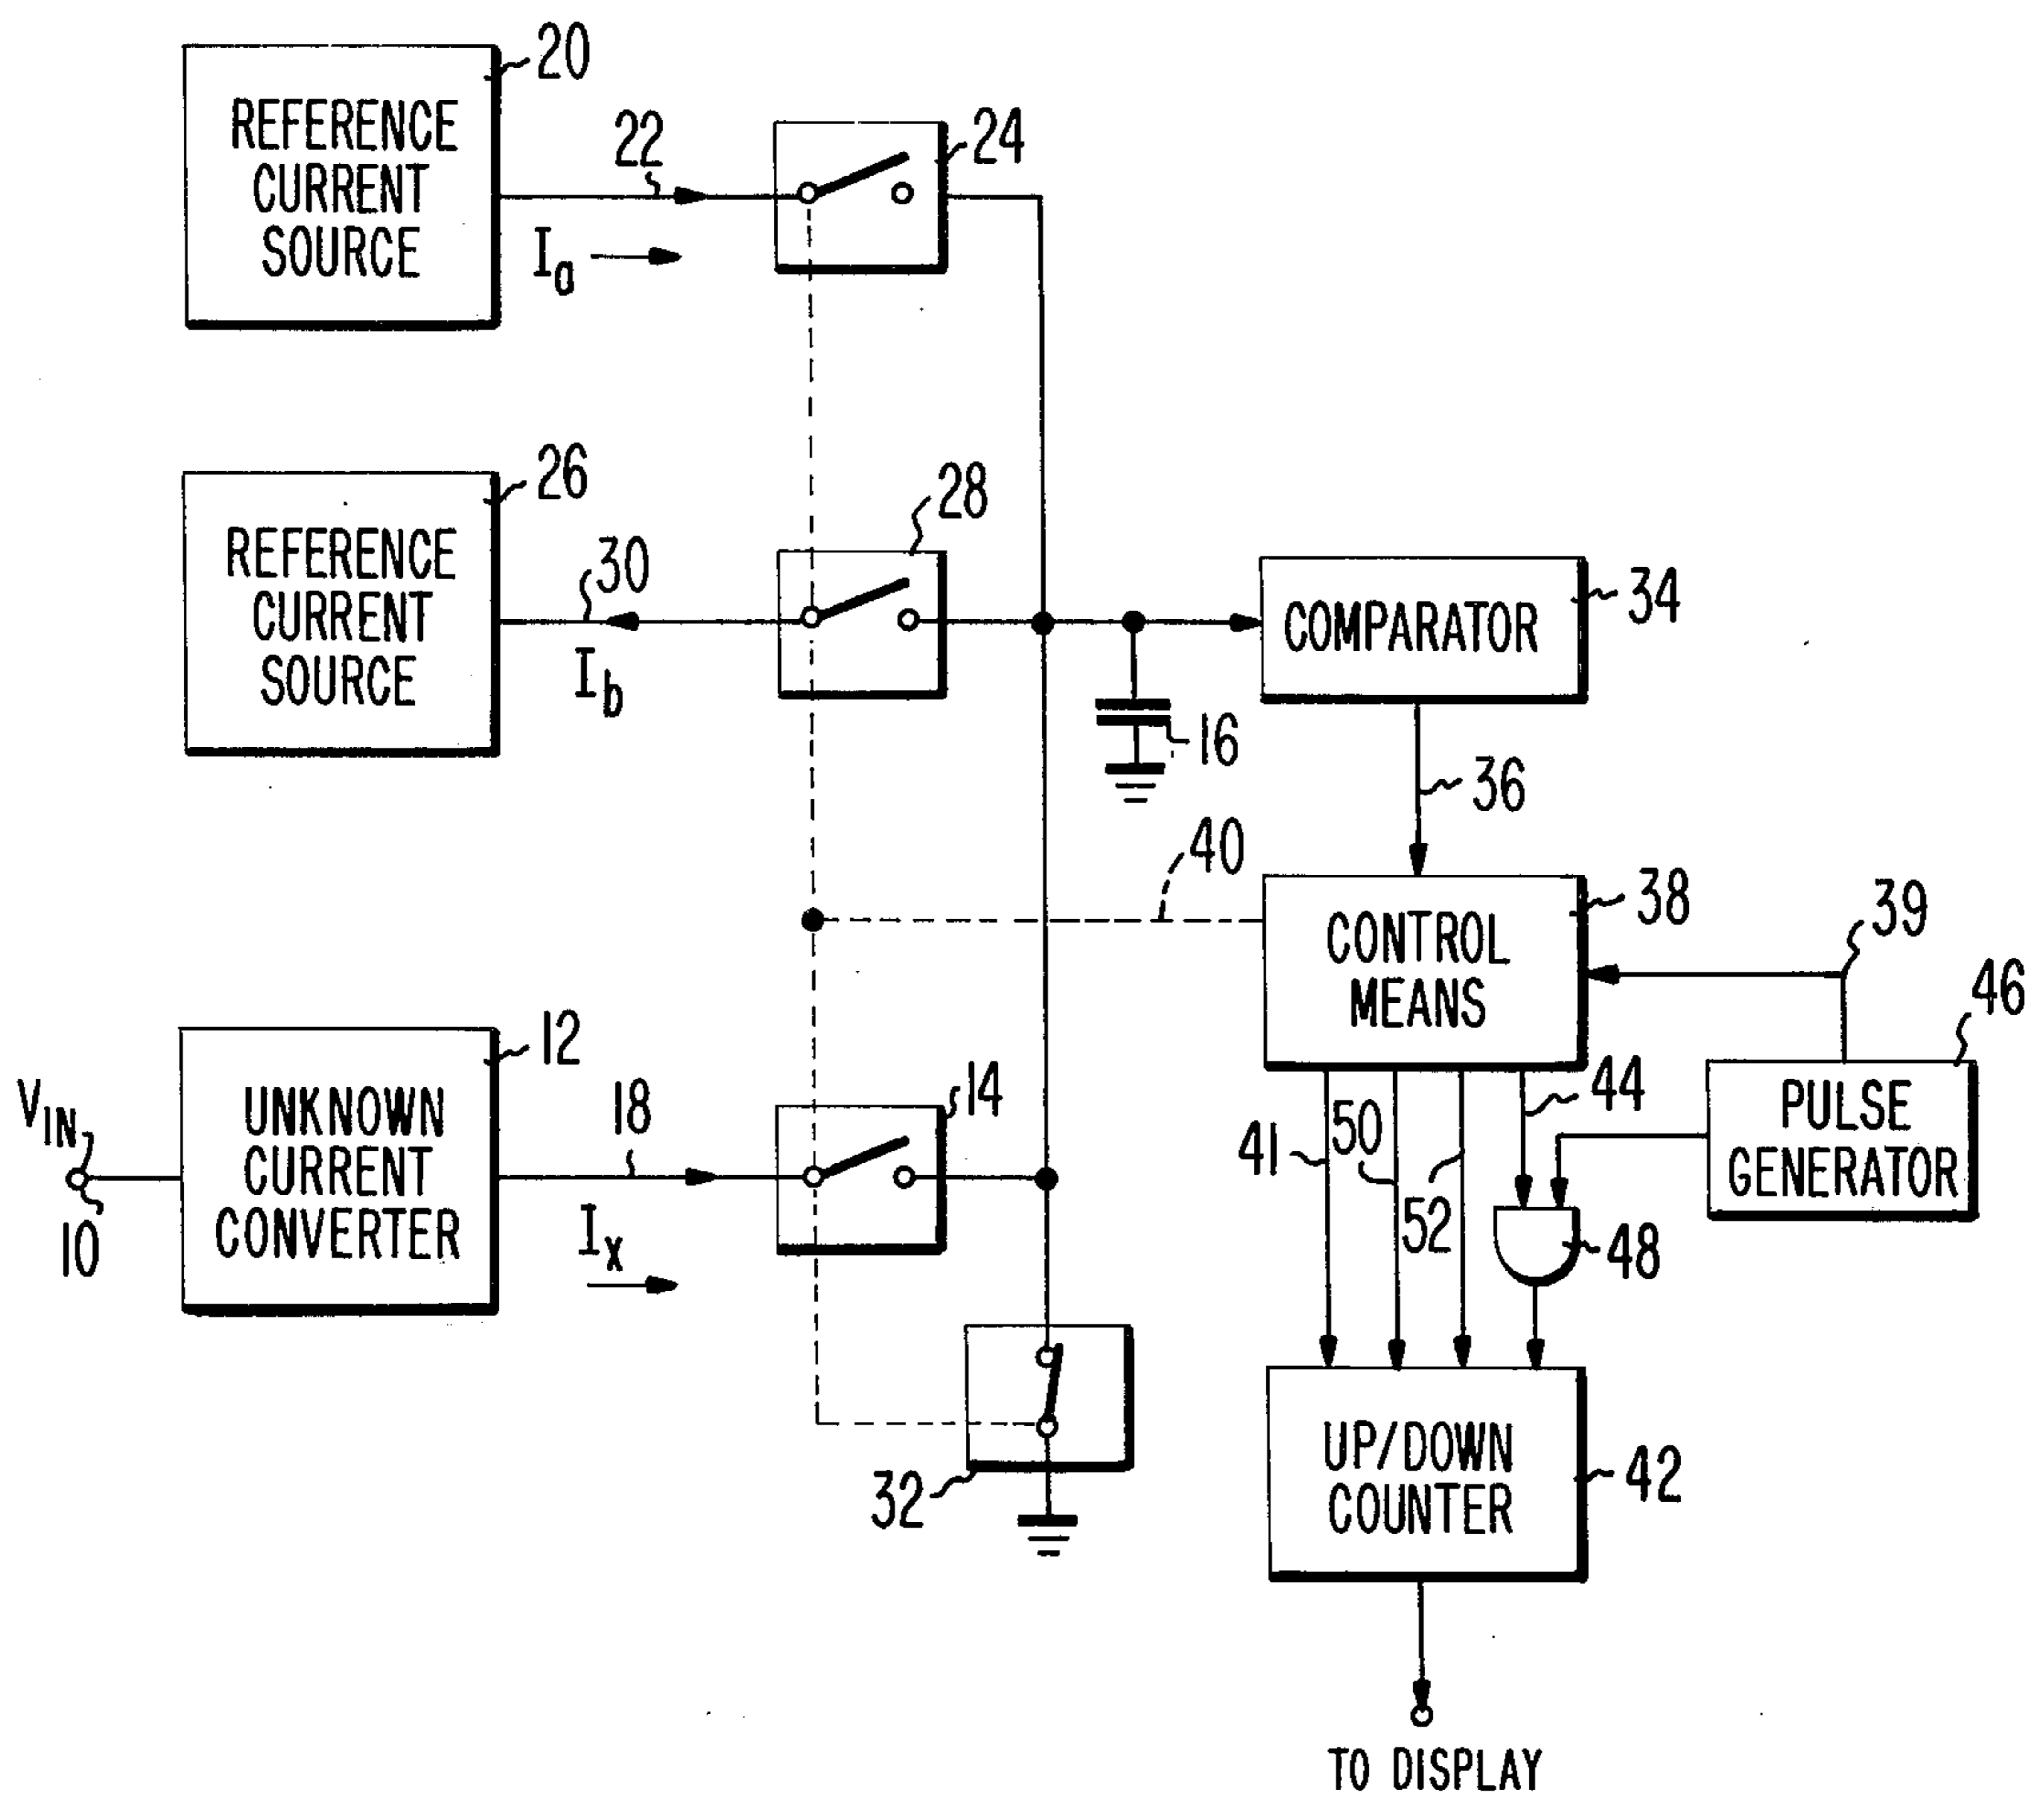 20
REFERENCE
CURRENT
SOURCE
22
Ia
24
26
REFERENCE
CURRENT
SOURCE
30
Ib
28
COMPARATOR
34
16
36
40
CONTROL
MEANS
38
39
46
PULSE
GENERATOR
12
UNKNOWN
CURRENT
CONVERTER
VIN
10
18
Ix
14
41
50
52
44
48
32
UP/DOWN
COUNTER
42
TO DISPLAY